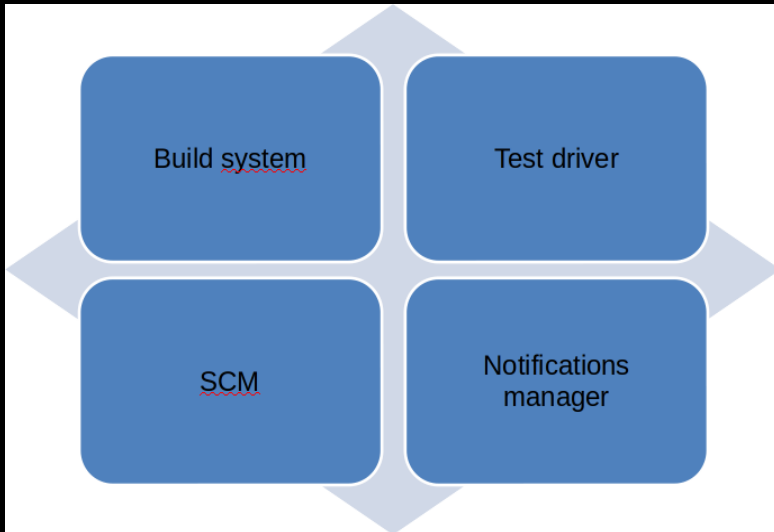 Build system
Test driver
SCM
Notifications
manager